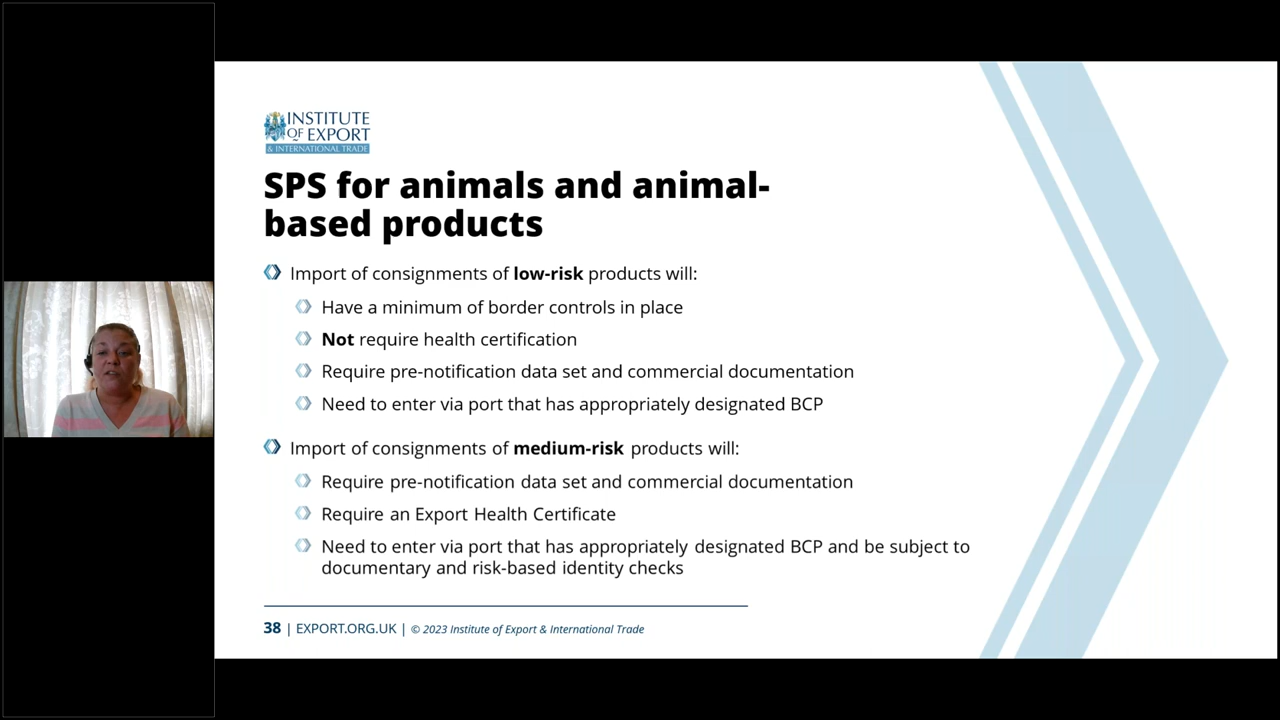 INSTITUTE
OF EXPORT
& INTERNATIONAL TRADE
SPS for animals and animal-
based products
Import of consignments of low-risk products will:
Have a minimum of border controls in place
Not require health certification
Require pre-notification data set and commercial documentation
Need to enter via port that has appropriately designated BCP
Import of consignments of medium-risk products will:
Require pre-notification data set and commercial documentation
Require an Export Health Certificate
Need to enter via port that has appropriately designated BCP and be subject to
documentary and risk-based identity checks
38 | EXPORT.ORG.UK | © 2023 Institute of Export & International Trade